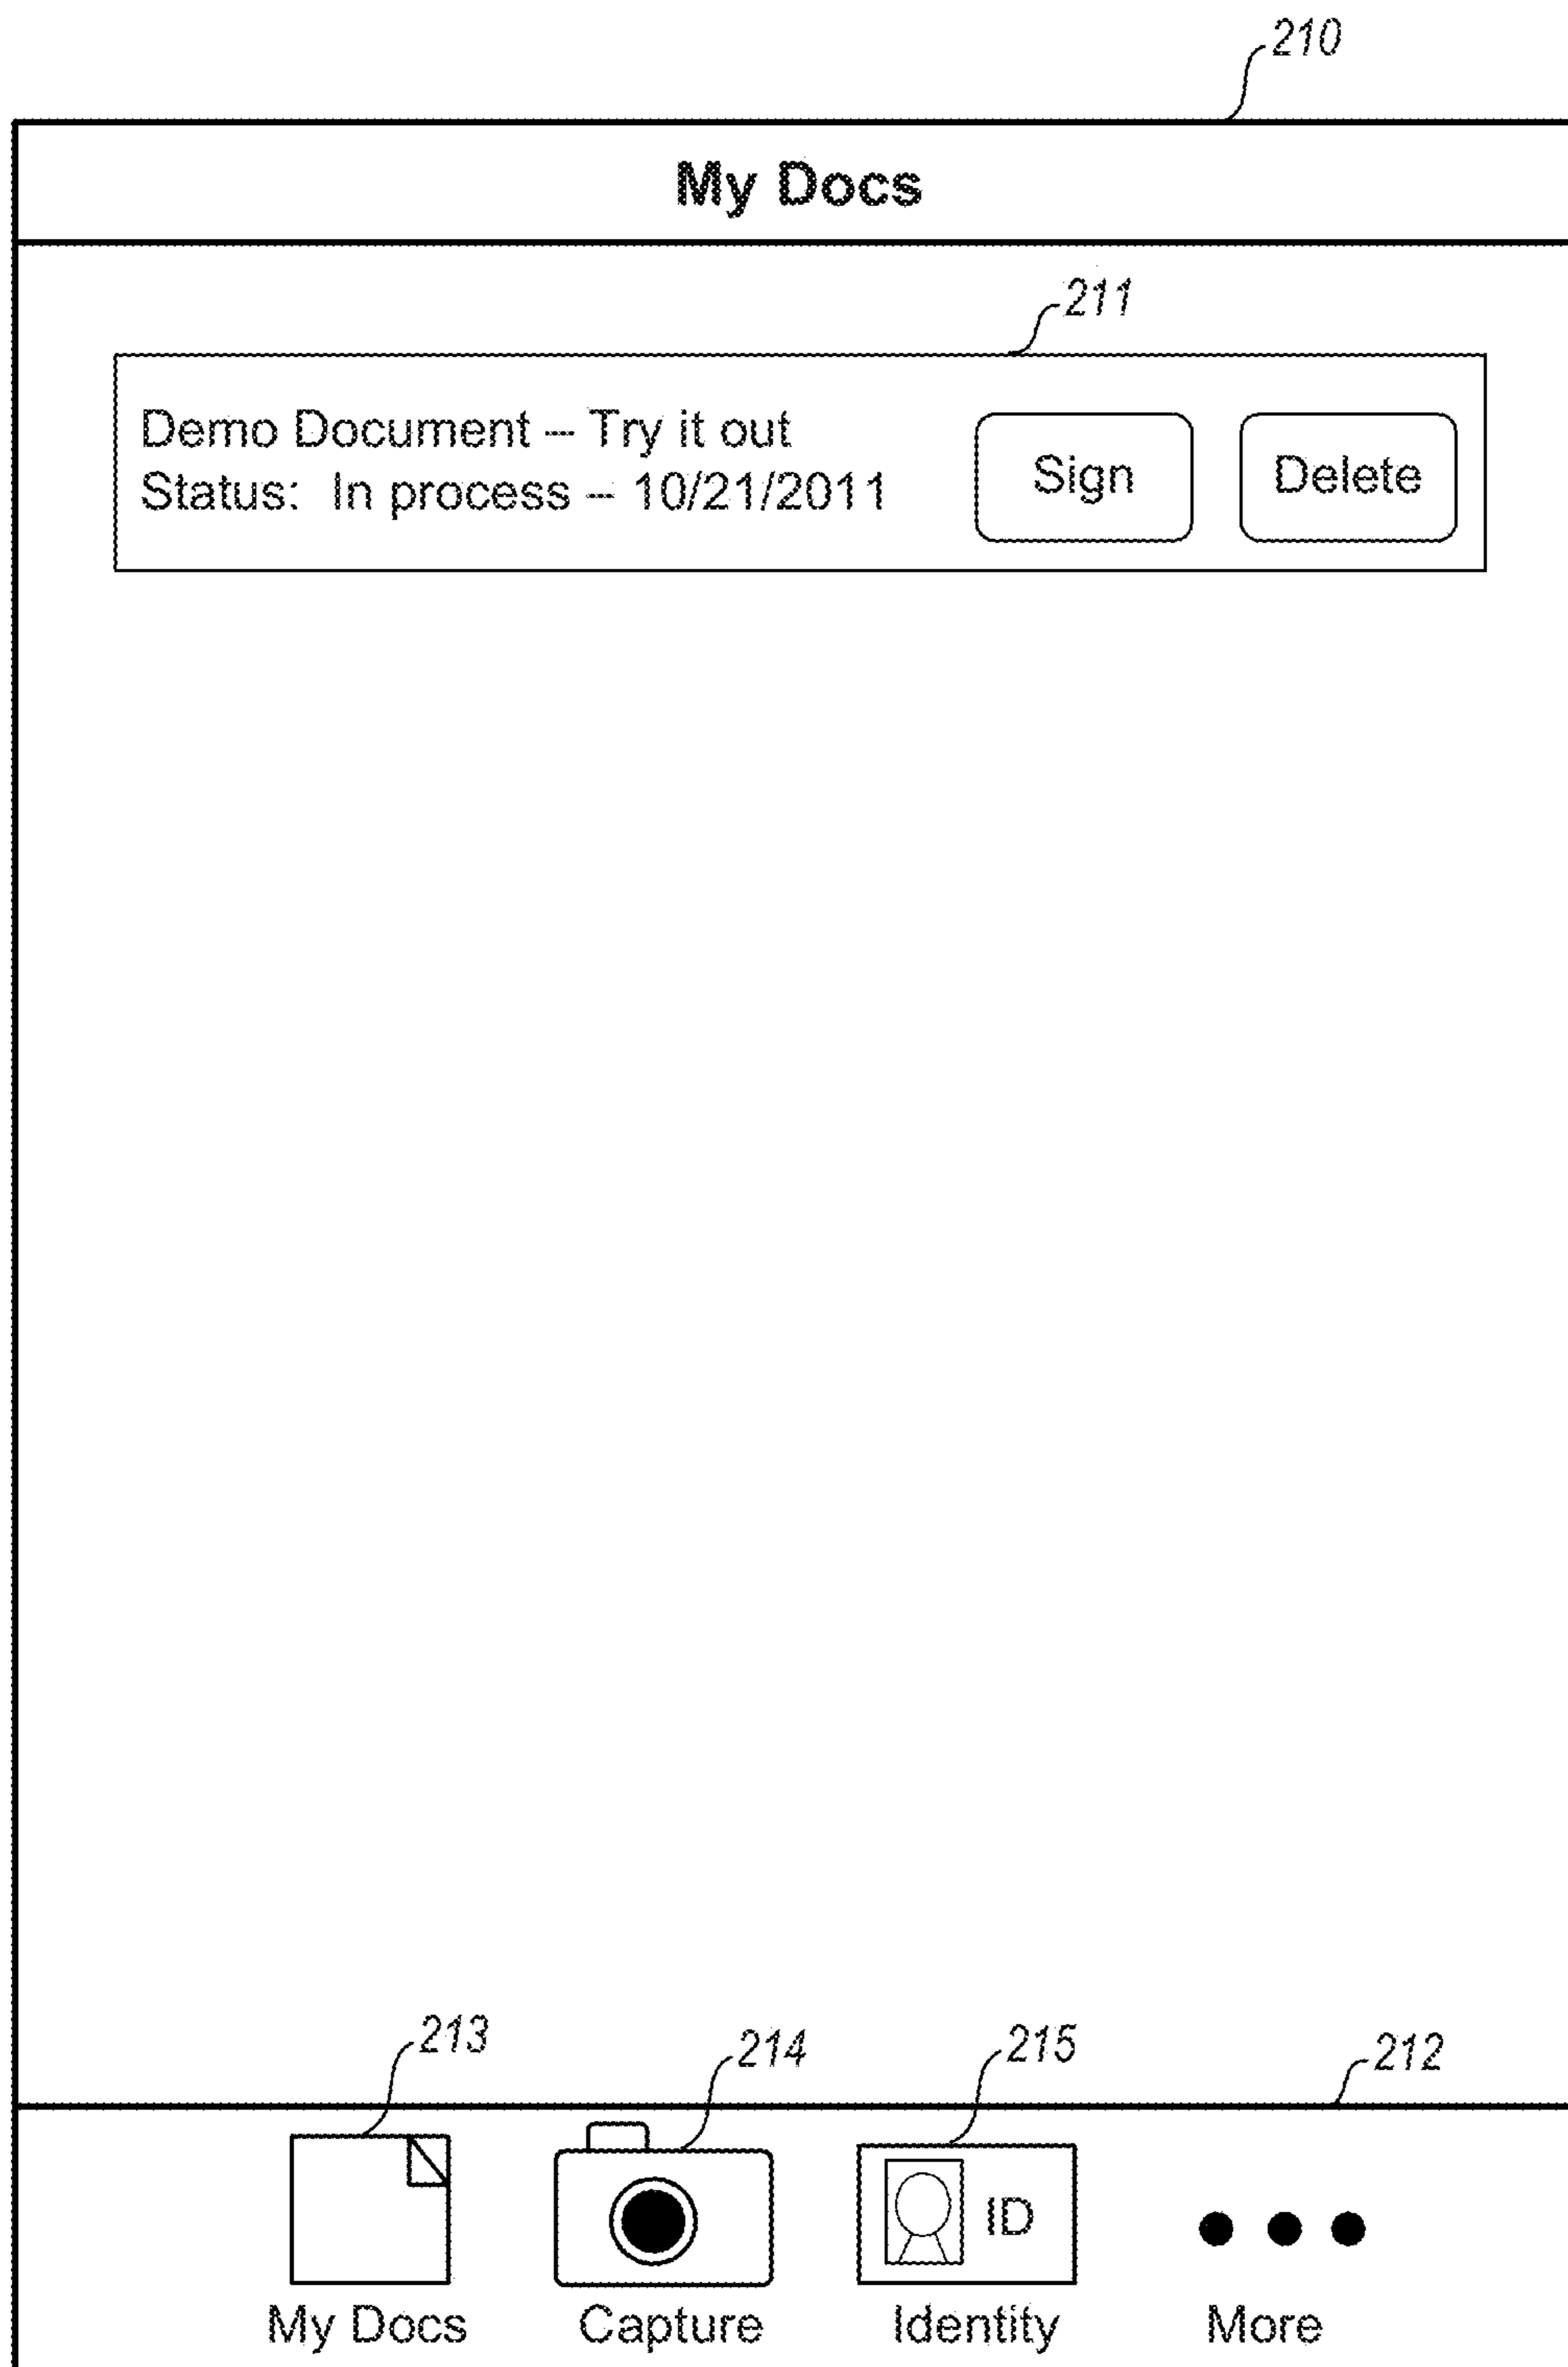 210
My Docs
211
Demo Document – Try it out
Status: In process – 10/21/2011
Sign
Delete
213
214
215
212
ID
My Docs
Capture
Identity
More